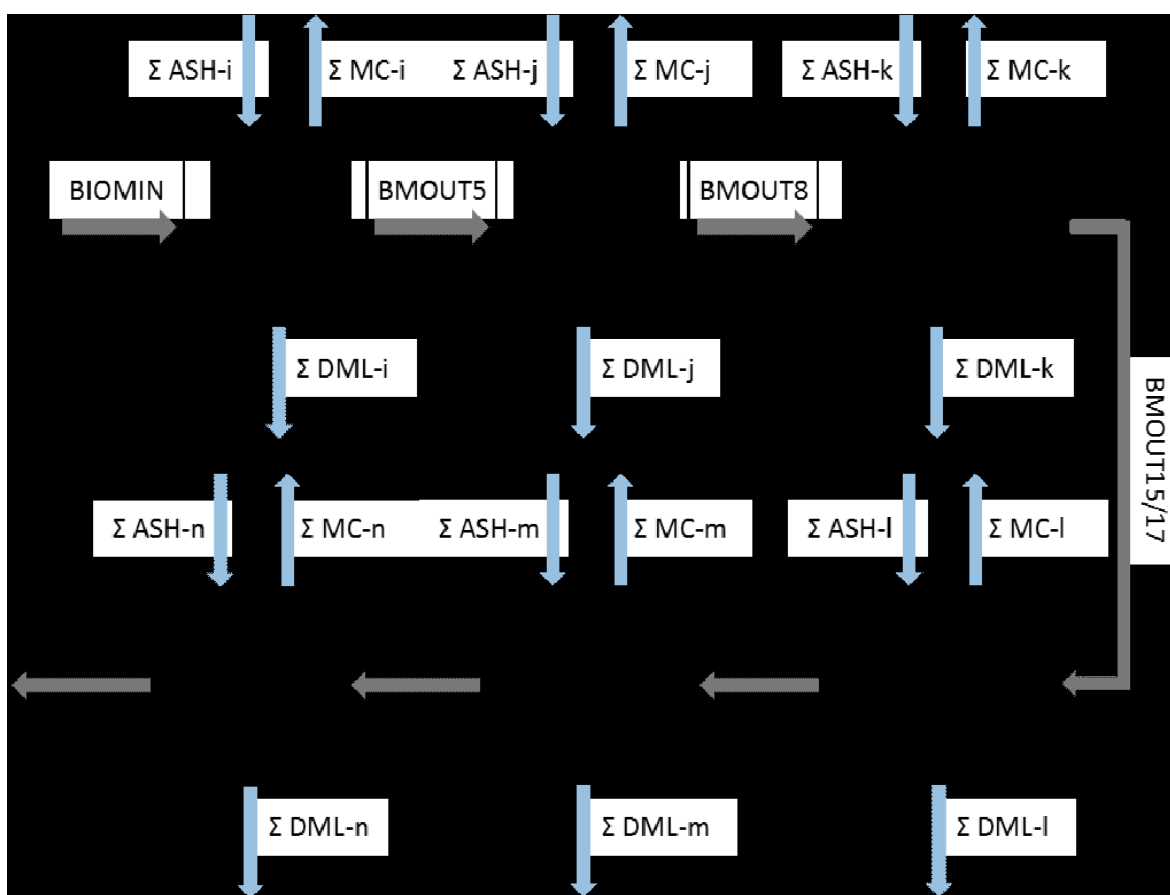 Σ ASH-i
Σ MC-i
Σ ASH-j
Σ MC-j
Σ ASH-k
Σ MC-k
BIOMIN
BMOUT5
BMOUT8
Σ DML-i
Σ DML-j
Σ DML-k
BMOUT15/17
Σ ASH-n
Σ MC-n
Σ ASH-m
Σ MC-m
Σ ASH-l
Σ MC-l
Σ DML-n
Σ DML-m
Σ DML-l